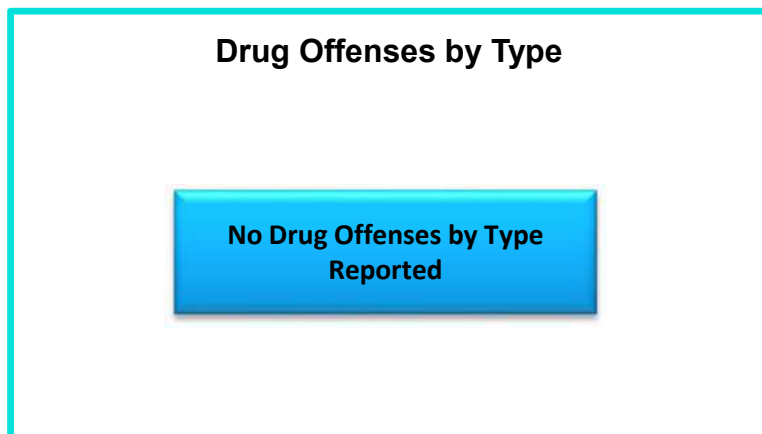 Drug Offenses by Type
No Drug Offenses by Type
Reported